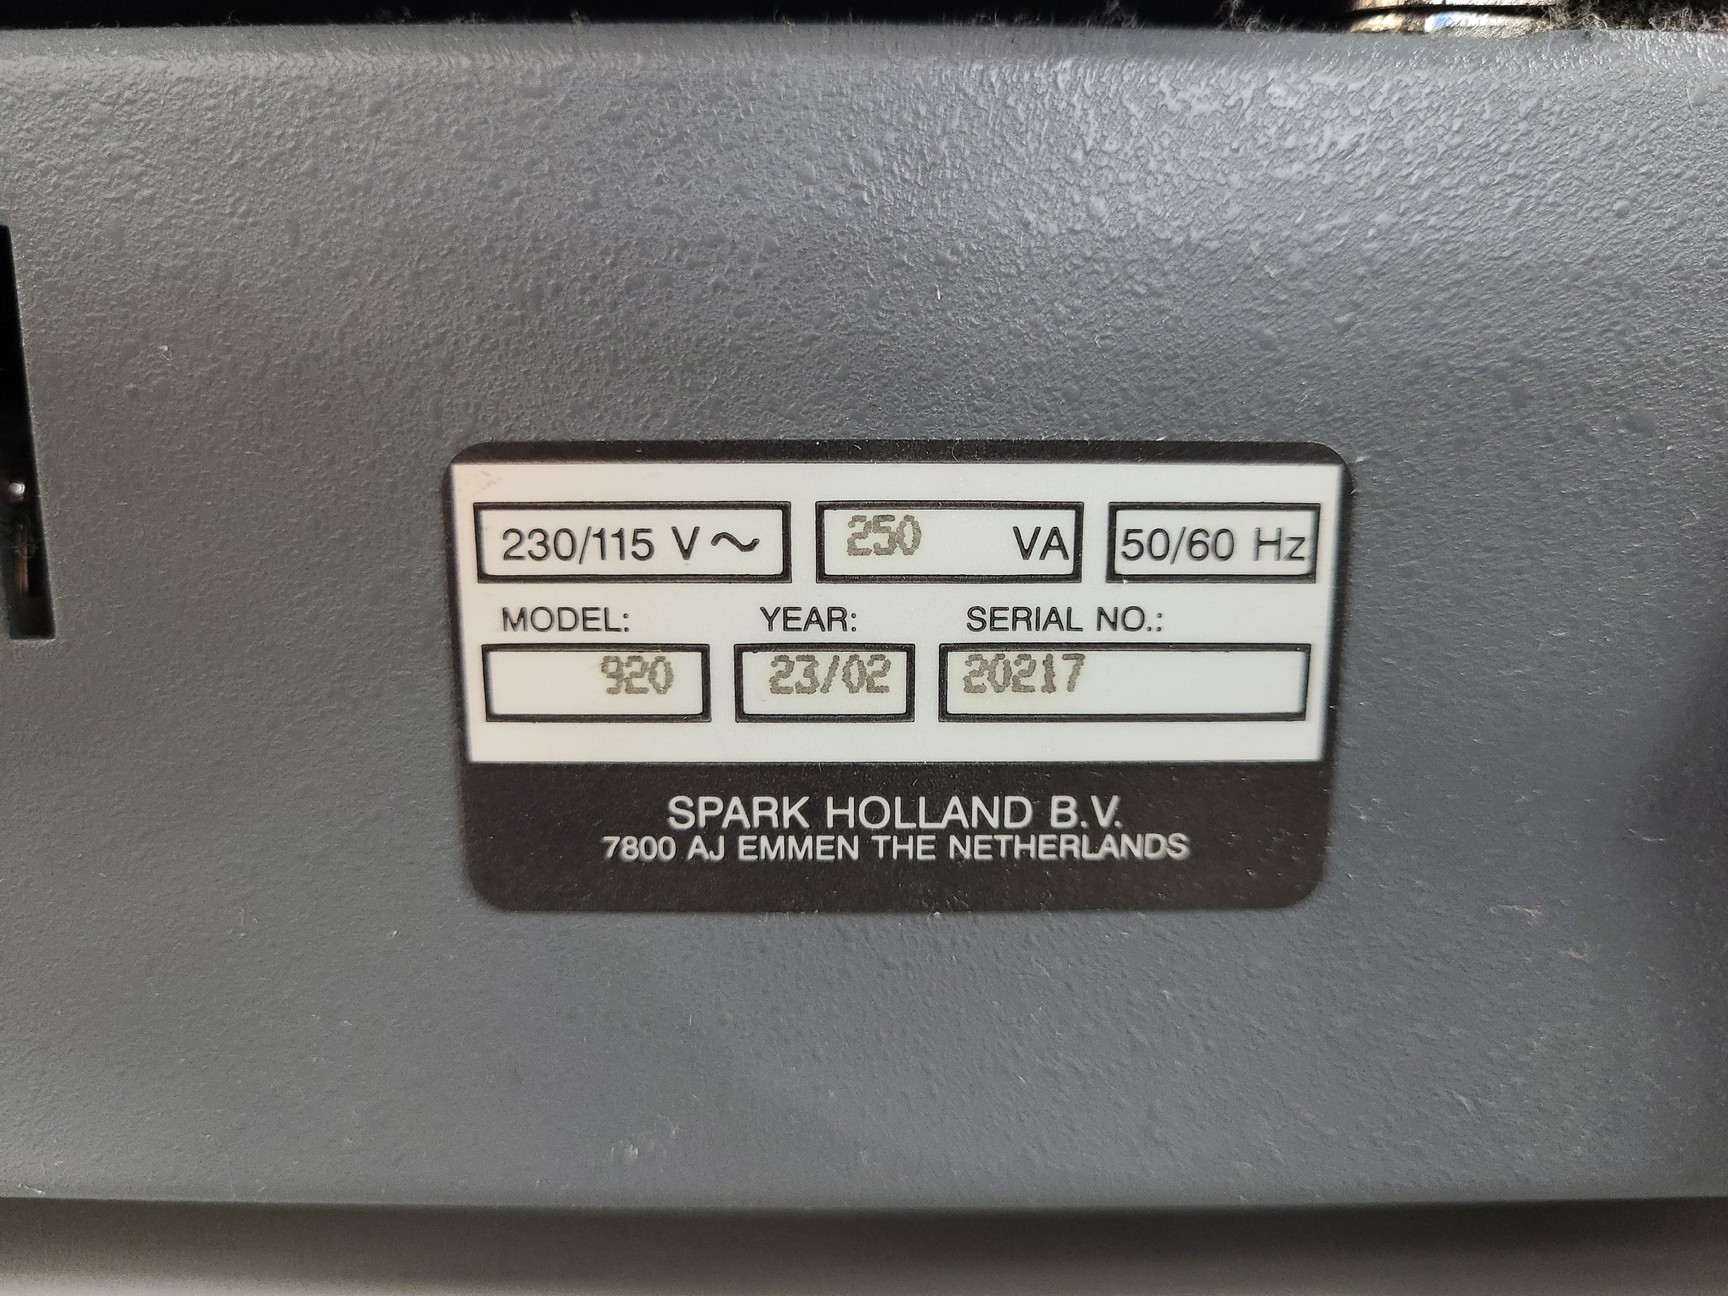 230/115 V~ 250 VA 50/60 Hz
MODEL: YEAR: SERIAL NO.:
920 23/02 20217
SPARK HOLLAND B.V.
7800 AJ EMMEN THE NETHERLANDS